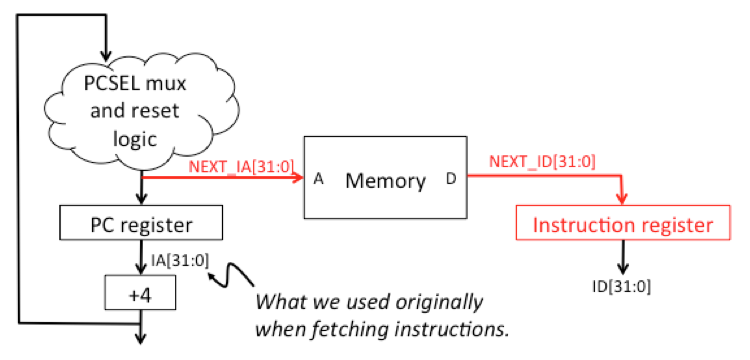 PCSEL mux
and reset
logic
NEXT_IA[31:0]
A Memory D
NEXT_ID[31:0]
PC register
Instruction register
IA[31:0]
ID[31:0]
+4
What we used originally
when fetching instructions.